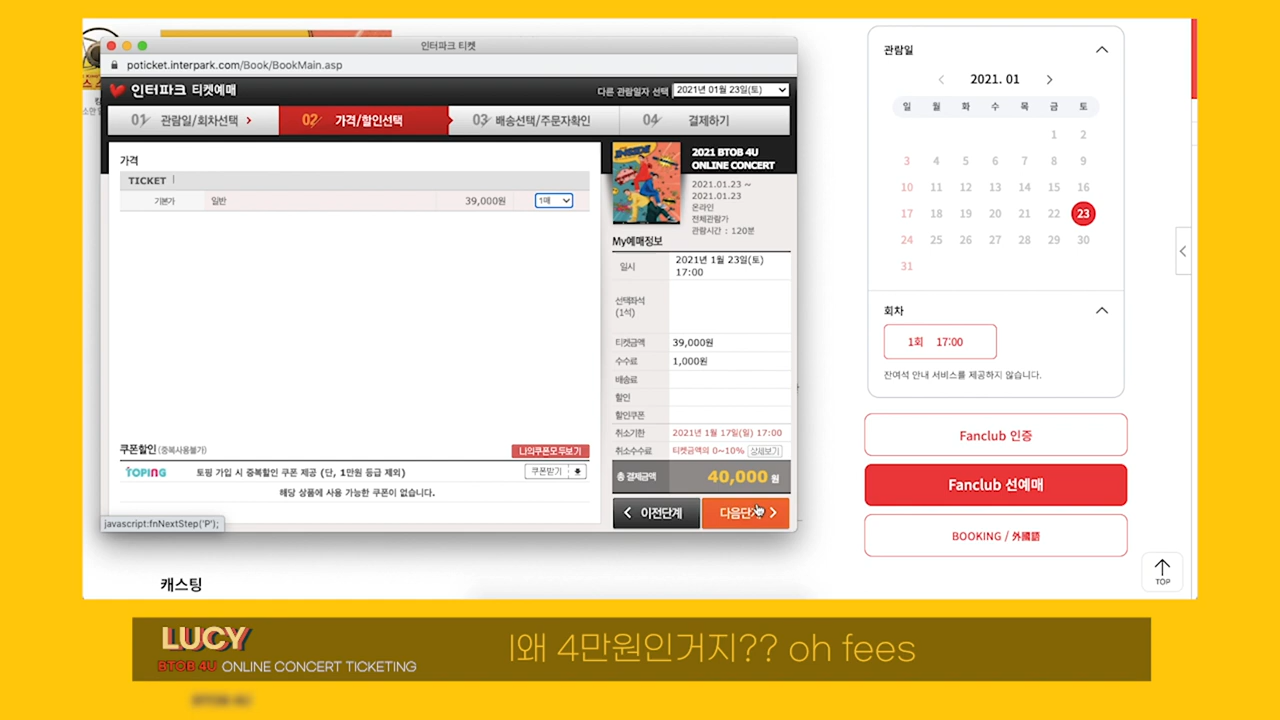 인터파크 티켓
poticket.interpark.com/Book/BookMain.asp
인터파크 티켓예매
다른 관람일자 선택 2021년 01월 23일(토)
01 관람일/회차선택
02 가격/할인선택
03 배송선택/주문자확인
04 결제하기
가격
TICKET
기본가 일반 39,000원 1매
쿠폰할인(중복사용불가)
나의쿠폰모두보기
TOPING 토핑 가입 시 중복할인 쿠폰 제공 (단, 1만원 등급 제외) 쿠폰받기
해당 상품에 사용 가능한 쿠폰이 없습니다.
javascript:fnNextStep('P');
INSIDE
2021 BTOB 4U
ONLINE CONCERT
2021.01.23 ~
2021.01.23
온라인
전체관람가
관람시간 : 120분
My예매정보
일시 2021년 1월 23일(토)
17:00
선택좌석
(1석)
티켓금액 39,000원
수수료 1,000원
배송료
할인
할인쿠폰
취소기한 2021년 1월 17일(일) 17:00
취소수수료 티켓금액의 0~10% 상세보기
총 결제금액 40,000 원
이전단계 다음단계
캐스팅
관람일
2021. 01
일 월 화 수 목 금 토
1 2
3 4 5 6 7 8 9
10 11 12 13 14 15 16
17 18 19 20 21 22 23
24 25 26 27 28 29 30
31
회차
1회 17:00
잔여석 안내 서비스를 제공하지 않습니다.
Fanclub 인증
Fanclub 선예매
BOOKING / 外國語
TOP
LUCY
BTOB 4U ONLINE CONCERT TICKETING
I왜 4만원인거지?? oh fees
BTOB 4U